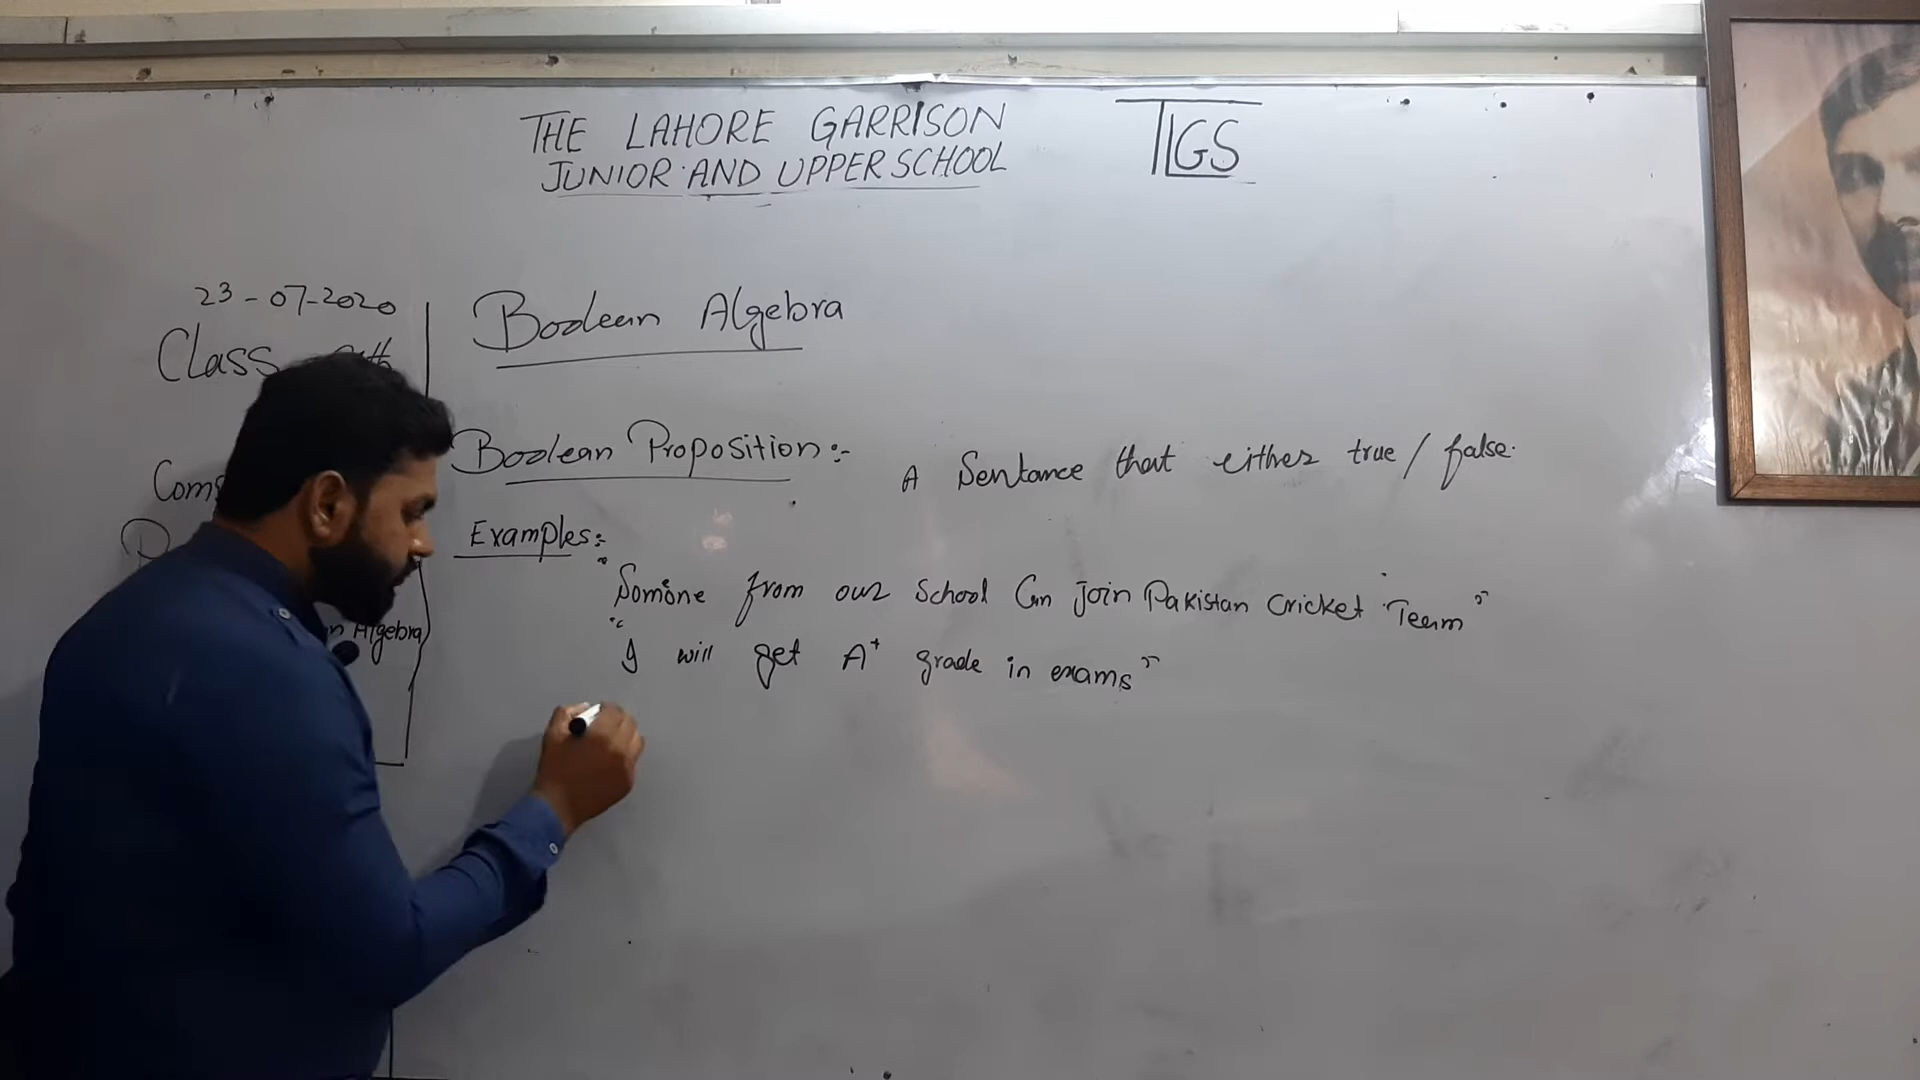 THE LAHORE GARRISON
JUNIOR AND UPPER SCHOOL
TLGS
23-07-2020
Class
Boolean Algebra
Boolean Proposition:- A Sentance that either true / false.
Examples:-
"Somone from our School Can join Pakistan Cricket Team"
"I will get A+ grade in exams"
Algebra